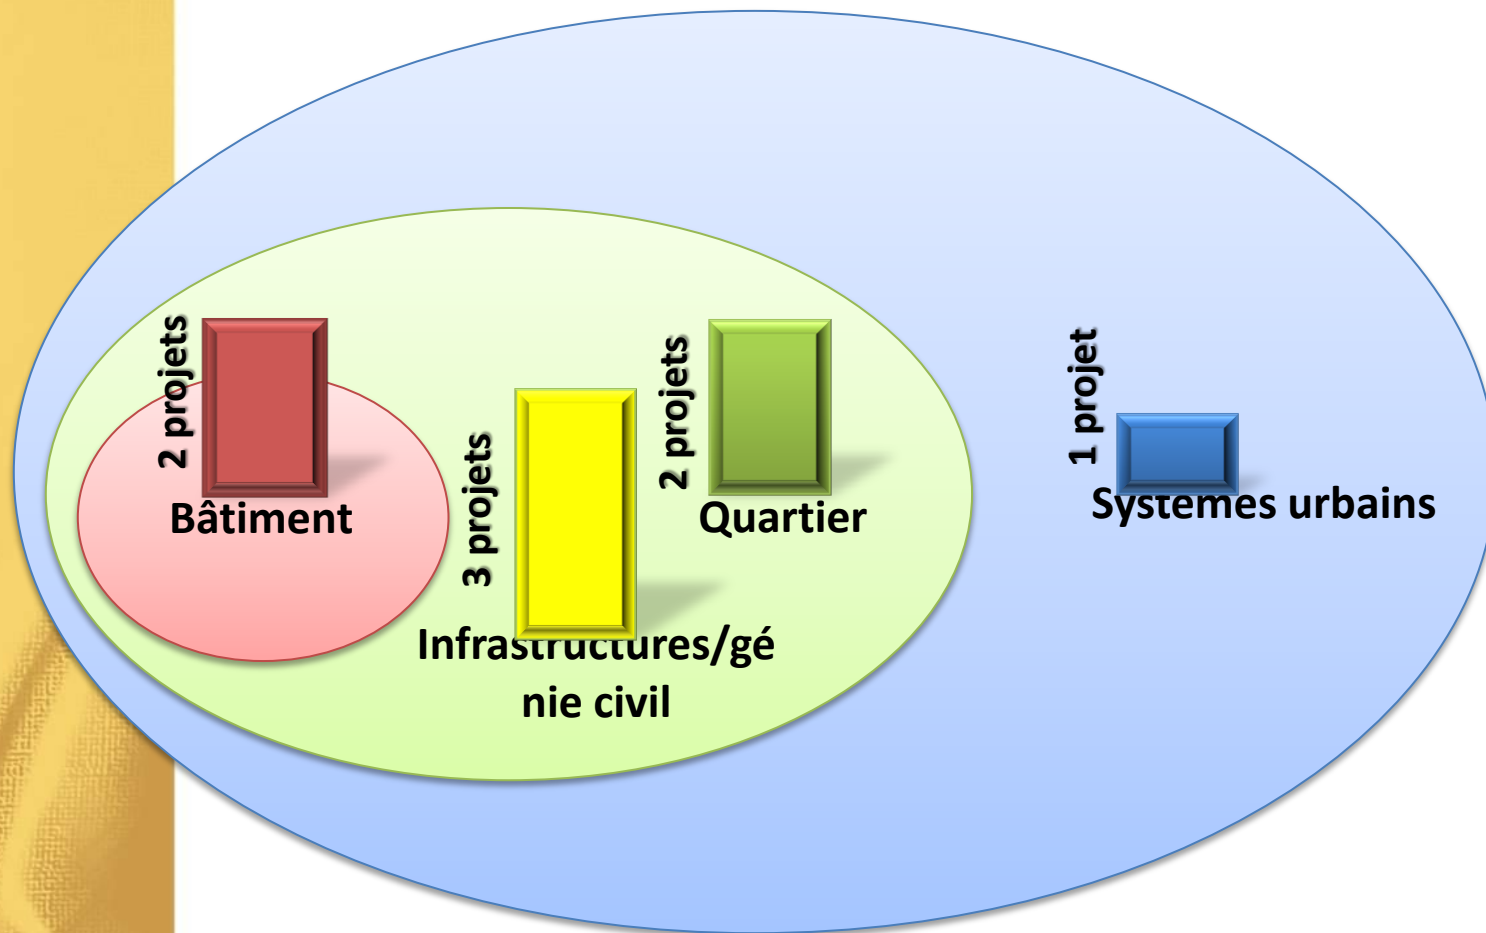 2 projets
Bâtiment
3 projets
Infrastructures/gé
nie civil
2 projets
Quartier
1 projet
Systèmes urbains